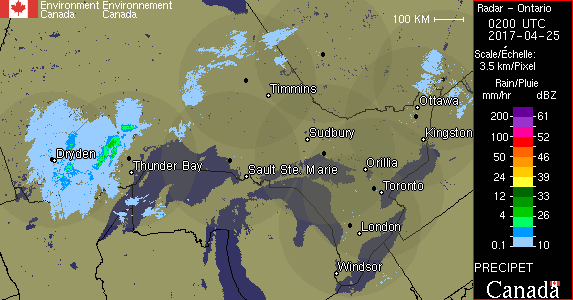 Environment Environnement
Canada Canada
Radar - Ontario
0200 UTC
2017-04-25
100 KM
Scale/Échelle:
3.5 km/Pixel
Rain/Pluie
mm/hr dBZ
200 61
100 52
50 46
24 39
12 33
4 26
0.1 10
PRECIPET
Canada
Timmins
Ottawa
Sudbury
Kingston
Dryden
Thunder Bay
Sault Ste. Marie
Orillia
Toronto
London
Windsor